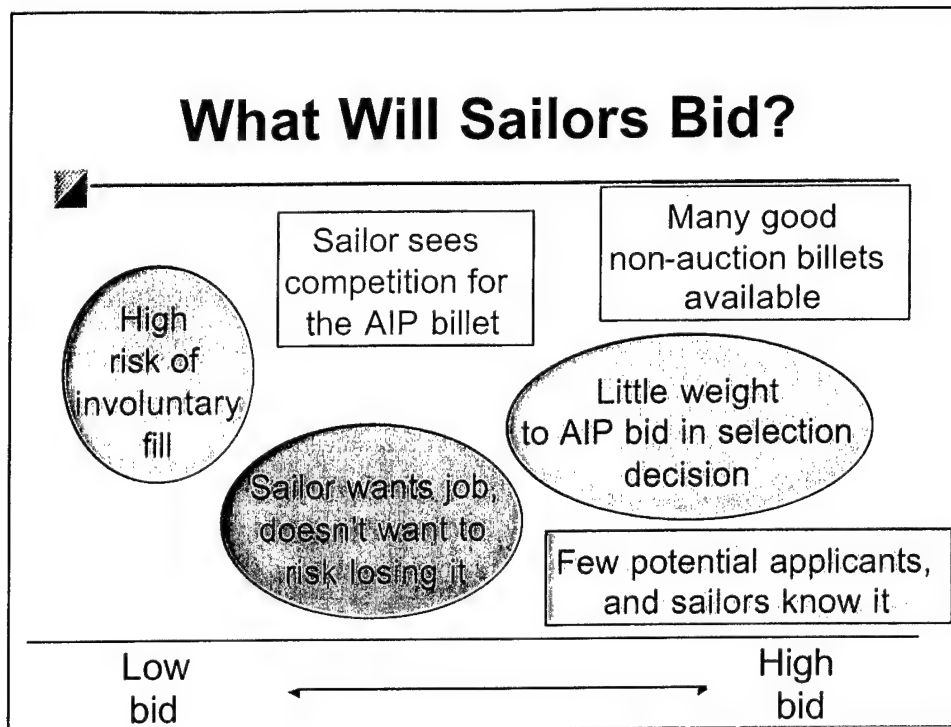 What Will Sailors Bid?
Sailor sees
competition for
the AIP billet
Many good
non-auction billets
available
High
risk of
involuntary
fill
Little weight
to AIP bid in selection
decision
Sailor wants job,
doesn't want to
risk losing it
Few potential applicants,
and sailors know it
Low
bid
High
bid